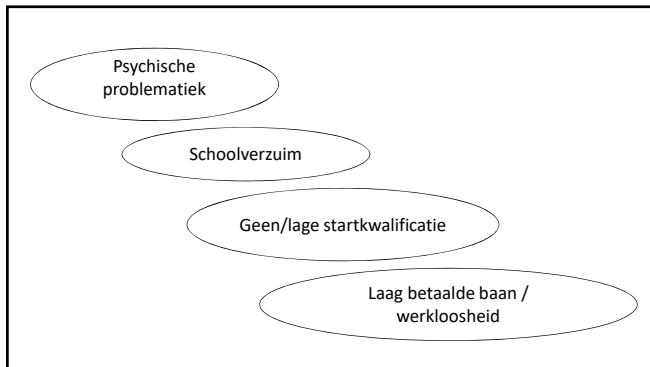 Psychische
problematiek
Schoolverzuim
Geen/lage startkwalificatie
Laag betaalde baan /
werkloosheid